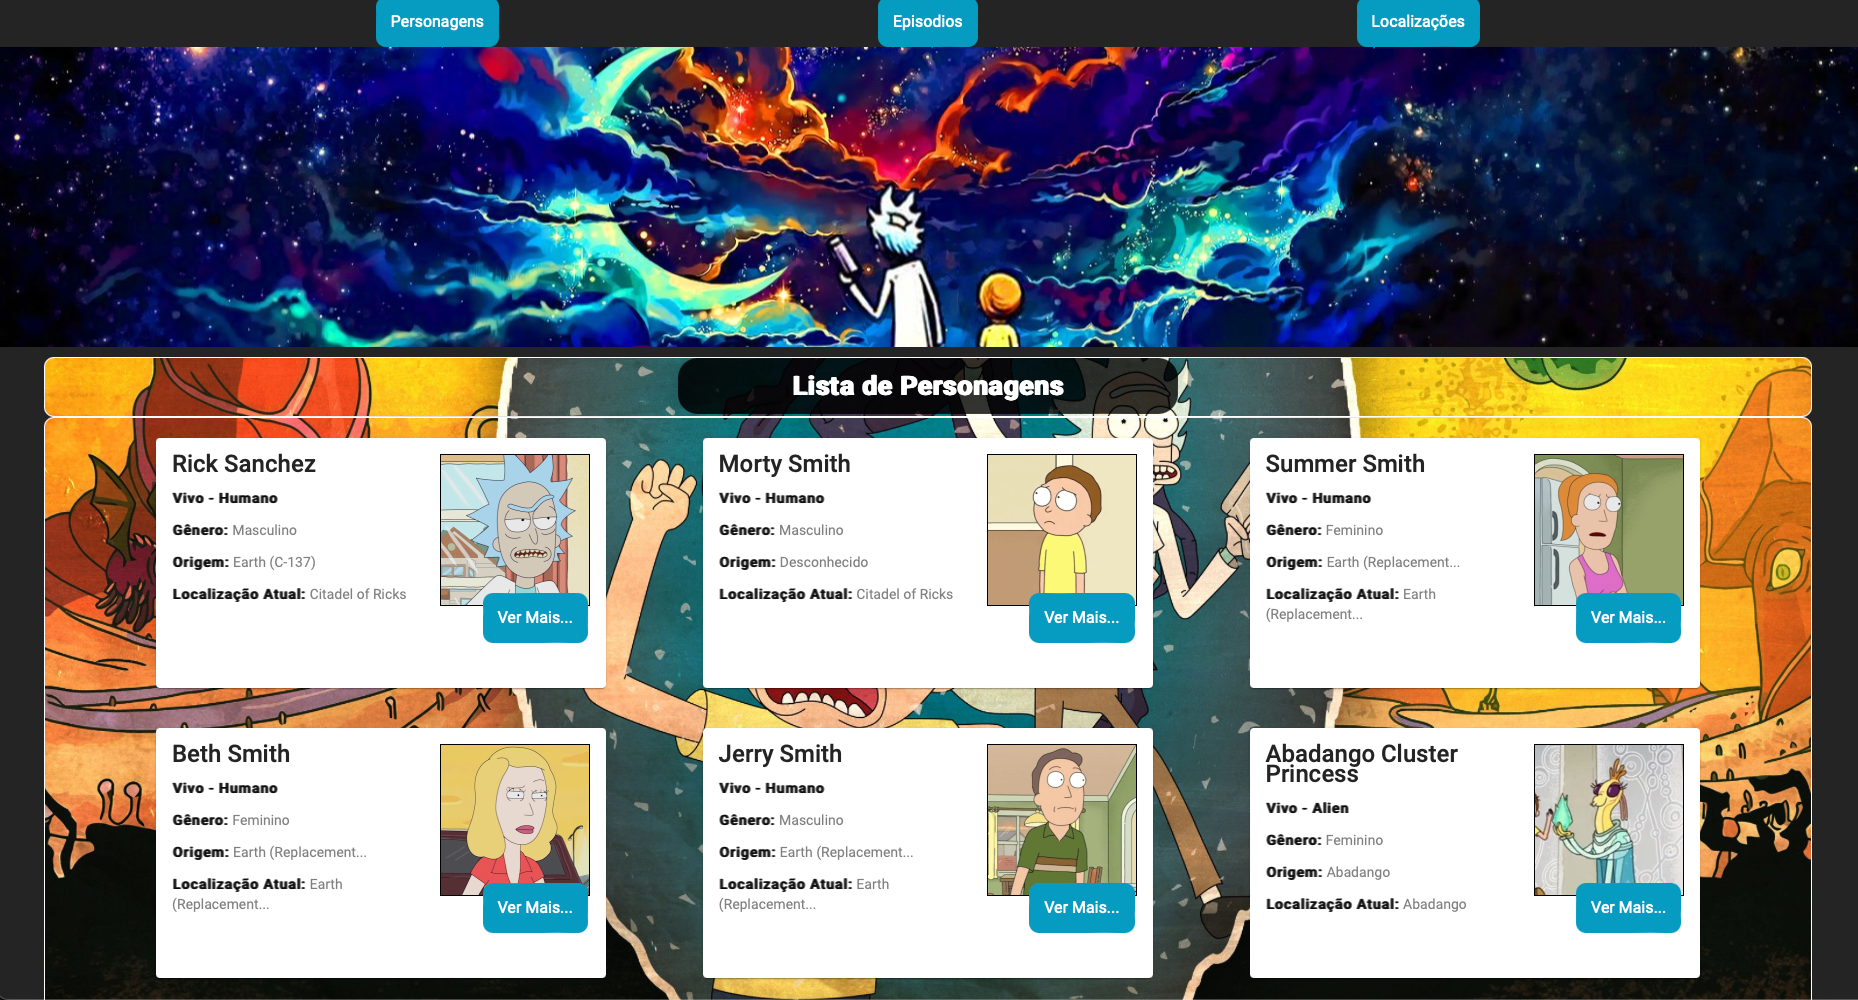 Personagens
Episodios
Localizações
Lista de Personagens
Rick Sanchez
Vivo - Humano
Gênero: Masculino
Origem: Earth (C-137)
Localização Atual: Citadel of Ricks
Ver Mais...
Morty Smith
Vivo - Humano
Gênero: Masculino
Origem: Desconhecido
Localização Atual: Citadel of Ricks
Ver Mais...
Summer Smith
Vivo - Humano
Gênero: Feminino
Origem: Earth (Replacement...
Localização Atual: Earth
(Replacement...
Ver Mais...
Beth Smith
Vivo - Humano
Gênero: Feminino
Origem: Earth (Replacement...
Localização Atual: Earth
(Replacement...
Ver Mais...
Jerry Smith
Vivo - Humano
Gênero: Masculino
Origem: Earth (Replacement...
Localização Atual: Earth
(Replacement...
Ver Mais...
Abadango Cluster
Princess
Vivo - Alien
Gênero: Feminino
Origem: Abadango
Localização Atual: Abadango
Ver Mais...